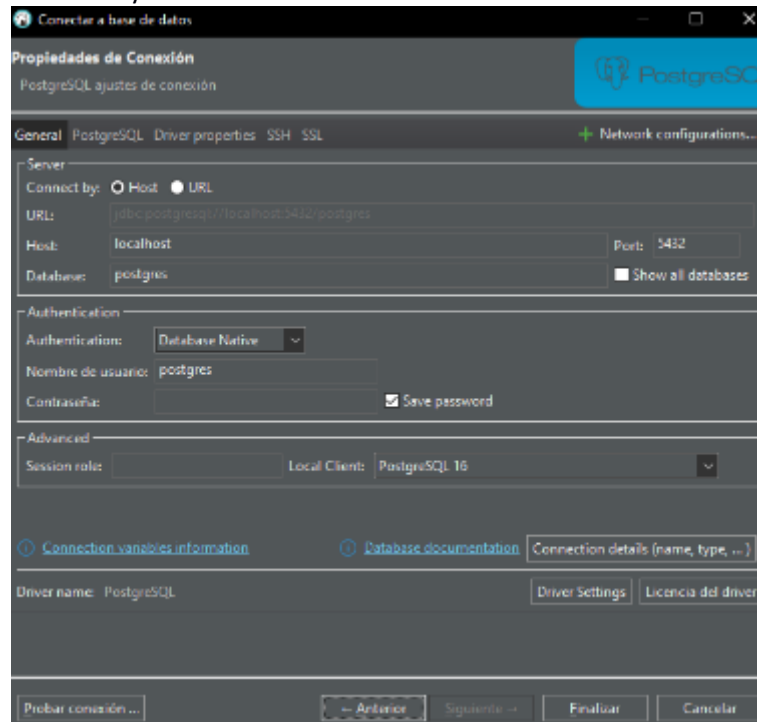 Conectar a base de datos
Propiedades de Conexión
PostgreSQL ajustes de conexión
PostgreSQ
General PostgreSQL Driver properties SSH SSL
+ Network configurations...
Server
Connect by: Host URL
URL: jdbc:postgresql://localhost:5432/postgres
Host: localhost Port: 5432
Database: postgres Show all databases
Authentication
Authentication: Database Native
Nombre de usuario: postgres
Contraseña: Save password
Advanced
Session role: Local Client: PostgreSQL 16
Connection variables information Database documentation Connection details (name, type, ... )
Driver name: PostgreSQL Driver Settings Licencia del driver
Probar conexión ... ← Anterior Siguiente → Finalizar Cancelar